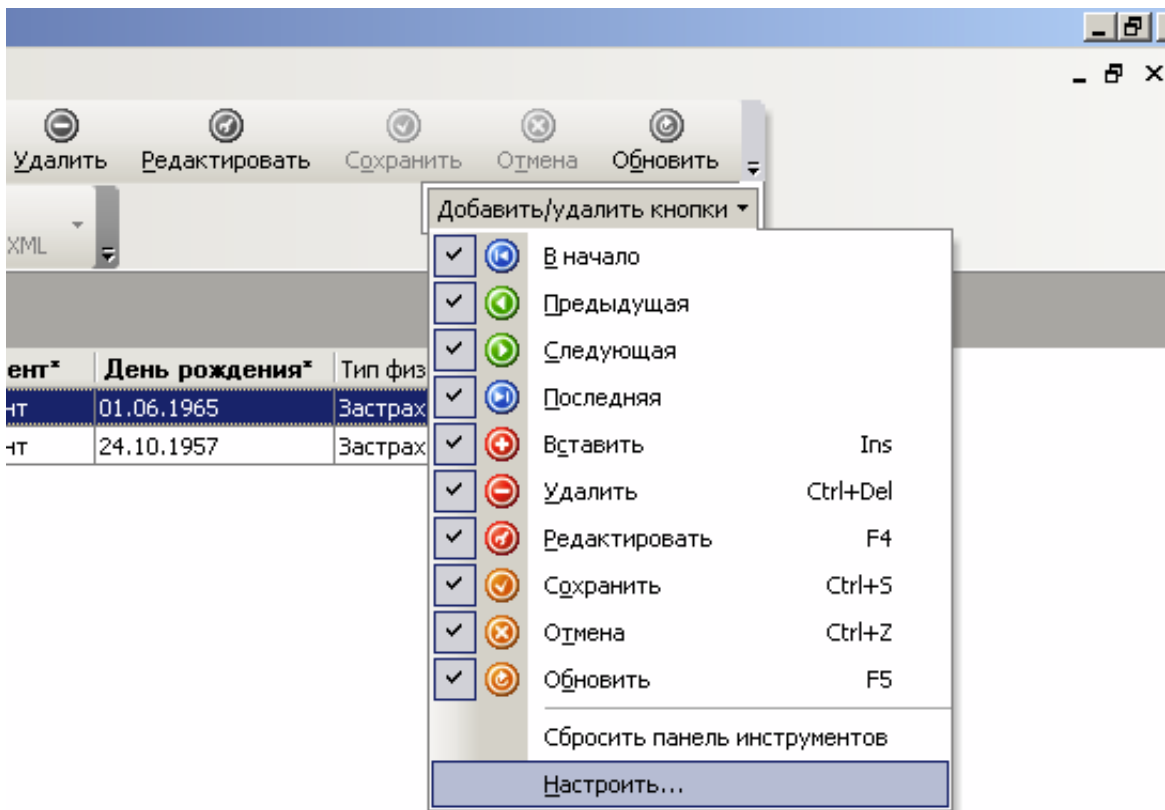 Удалить Редактировать Сохранить Отмена Обновить
XML
Добавить/удалить кнопки
В начало
Предыдущая
Следующая
Последняя
Вставить Ins
Удалить Ctrl+Del
Редактировать F4
Сохранить Ctrl+S
Отмена Ctrl+Z
Обновить F5
Сбросить панель инструментов
Настроить...
ент* День рождения* Тип физ
нт 01.06.1965 Застрах
нт 24.10.1957 Застрах